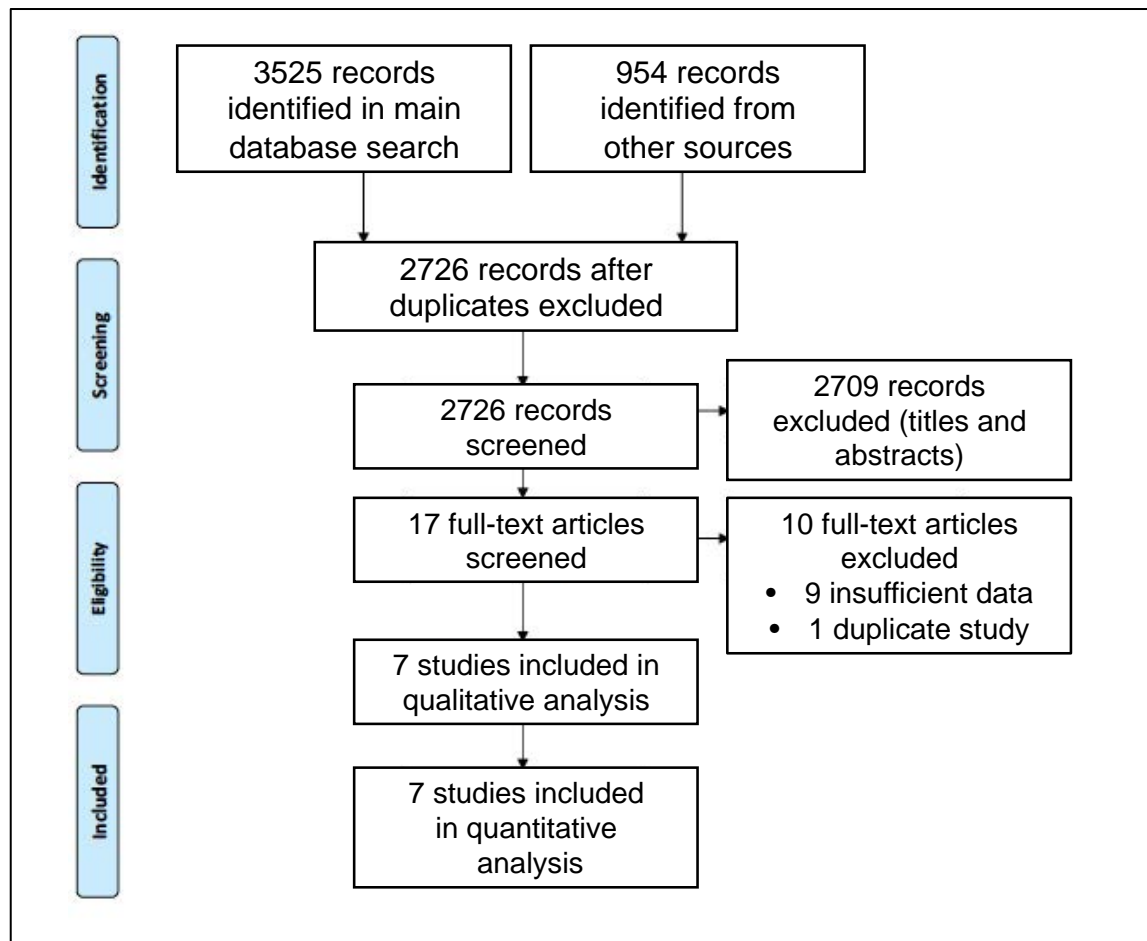 Identification
3525 records
identified in main
database search
954 records
identified from
other sources
Screening
2726 records after
duplicates excluded
2726 records
screened
2709 records
excluded (titles and
abstracts)
Eligibility
17 full-text articles
screened
10 full-text articles
excluded
• 9 insufficient data
• 1 duplicate study
7 studies included in
qualitative analysis
Included
7 studies included
in quantitative
analysis